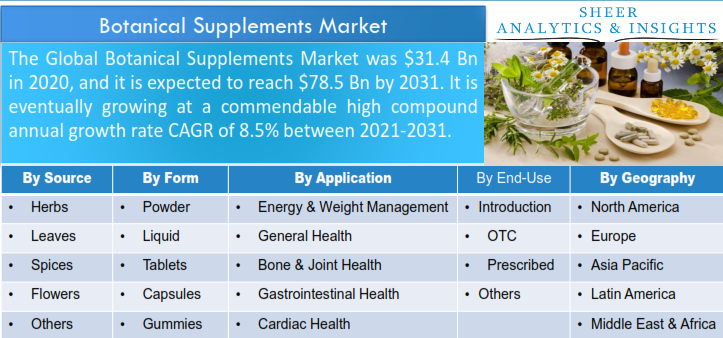 Botanical Supplements Market
SHEER
ANALYTICS & INSIGHTS
The Global Botanical Supplements Market was $31.4 Bn
in 2020, and it is expected to reach $78.5 Bn by 2031. It is
eventually growing at a commendable high compound
annual growth rate CAGR of 8.5% between 2021-2031.
By Source By Form By Application By End-Use By Geography
• Herbs • Powder • Energy & Weight Management • Introduction • North America
• Leaves • Liquid • General Health • OTC • Europe
• Spices • Tablets • Bone & Joint Health • Prescribed • Asia Pacific
• Flowers • Capsules • Gastrointestinal Health • Others • Latin America
• Others • Gummies • Cardiac Health • Middle East & Africa